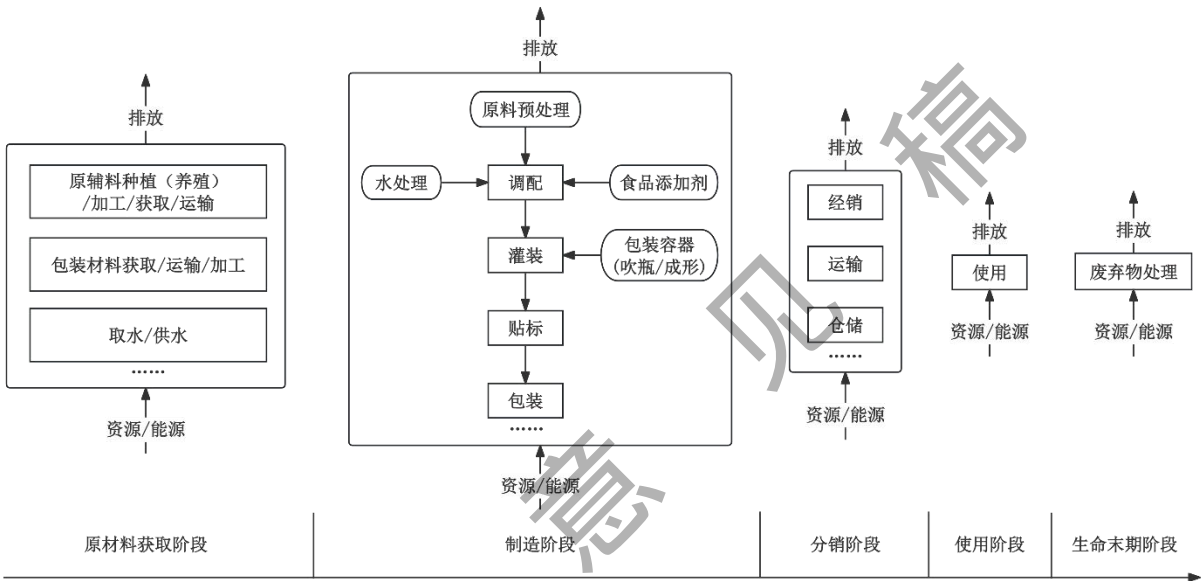 排放
原辅料种植（养殖）
/加工/获取/运输
包装材料获取/运输/加工
取水/供水
……
资源/能源
原材料获取阶段
排放
原料预处理
水处理
调配
食品添加剂
灌装
包装容器
(吹瓶/成形)
贴标
包装
……
资源/能源
制造阶段
排放
经销
运输
仓储
……
资源/能源
分销阶段
排放
使用
资源/能源
使用阶段
排放
废弃物处理
资源/能源
生命末期阶段
意见稿